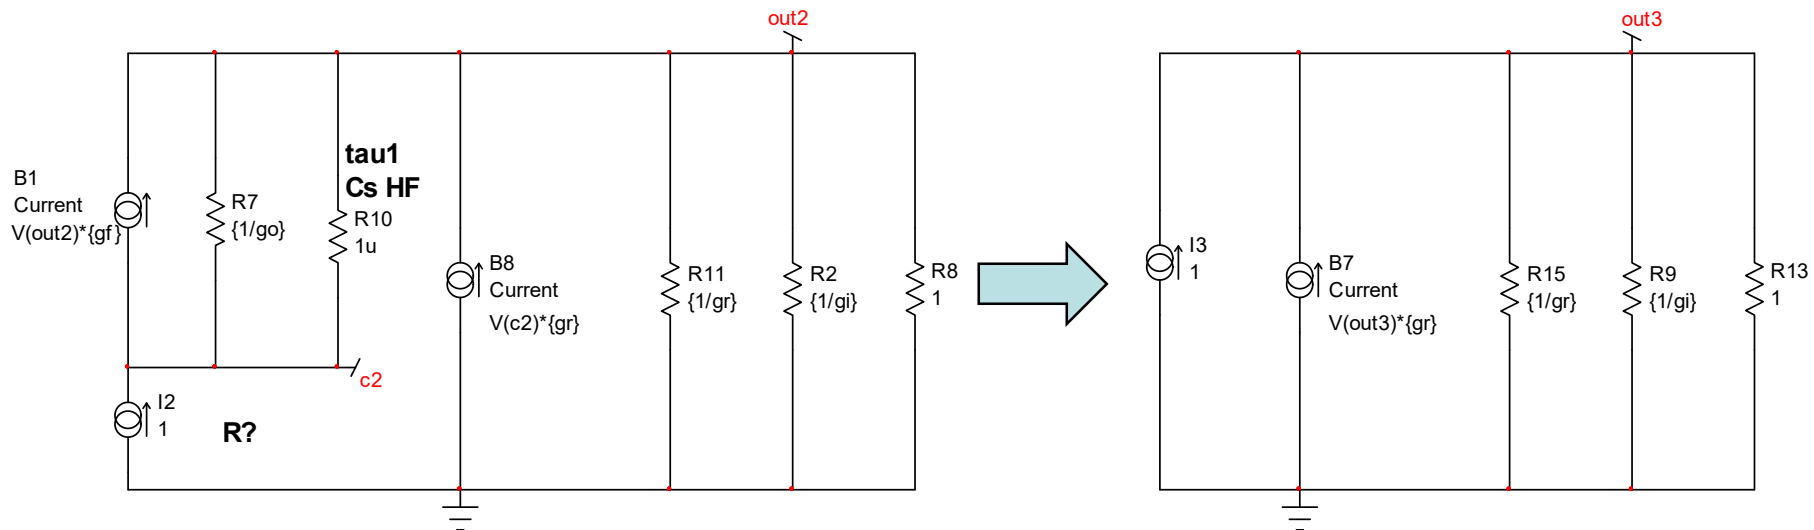 out2
out3
tau1
Cs HF
B1
Current
V(out2)*{gf}
R7
{1/go}
R10
1u
B8
Current
V(c2)*{gr}
R11
{1/gr}
R2
{1/gi}
R8
1
I3
1
B7
Current
V(out3)*{gr}
R15
{1/gr}
R9
{1/gi}
R13
1
c2
I2
1
R?